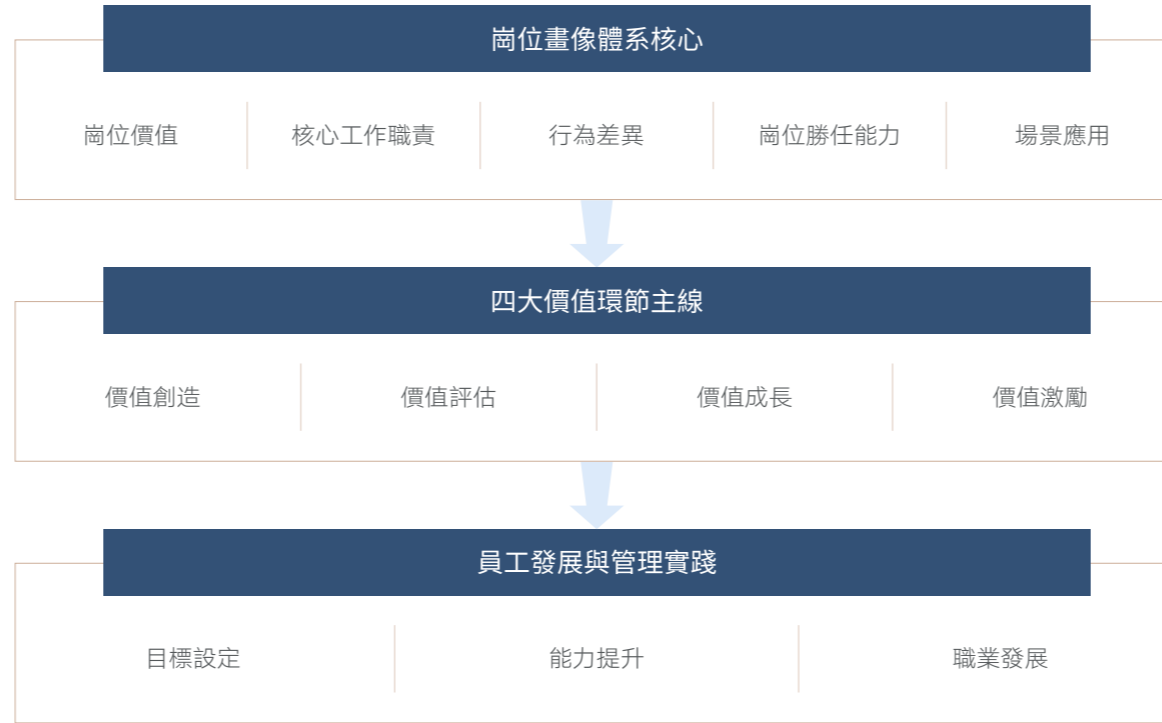 崗位畫像體系核心
崗位價值 核心工作職責 行為差異 崗位勝任能力 場景應用
四大價值環節主線
價值創造 價值評估 價值成長 價值激勵
員工發展與管理實踐
目標設定 能力提升 職業發展